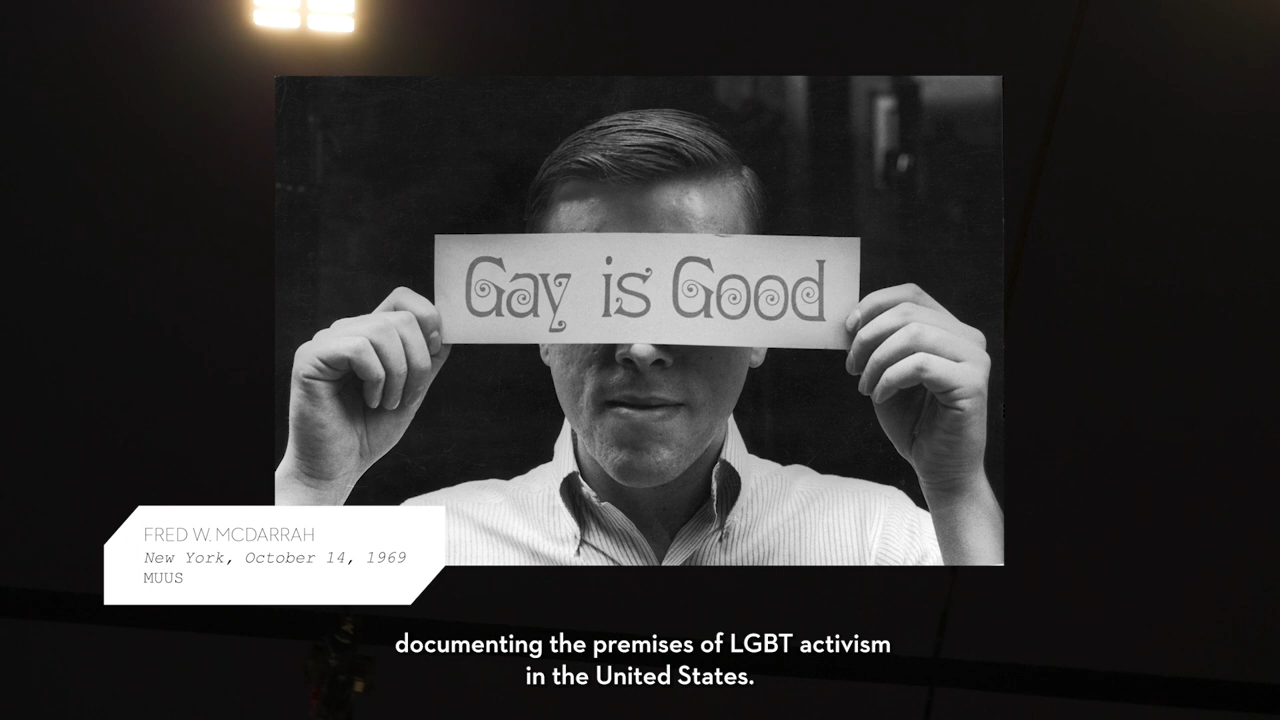 Gay is Good
FRED W. MCDARRAH
New York, October 14, 1969
MUUS
documenting the premises of LGBT activism
in the United States.